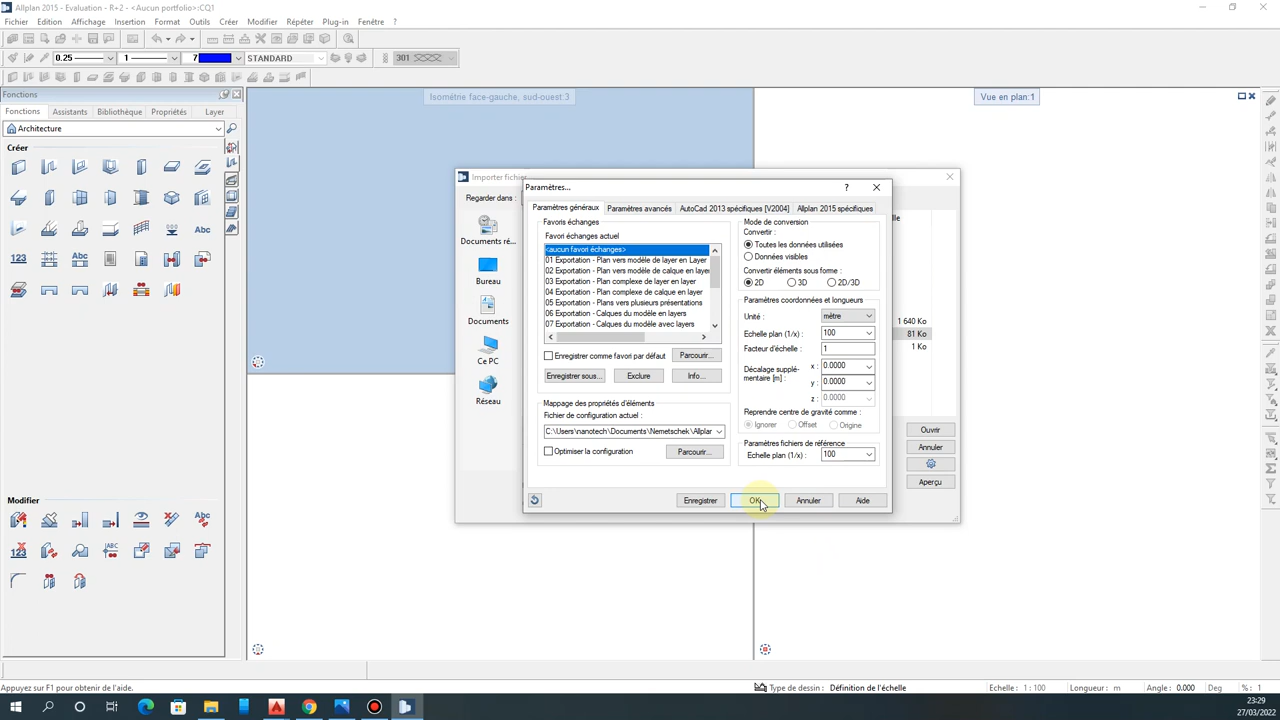 Allplan 2015 - Evaluation - R+2 - <Aucun portfolio>:CQ1
Fichier Edition Affichage Insertion Format Outils Créer Modifier Répéter Plug-in Fenêtre ?
0.25 1 7 STANDARD 301
Fonctions
Fonctions Assistants Bibliothèque Propriétés Layer
Architecture
Créer
Abc
123 Abc
Modifier
Abc
123 ABC
Isométrie face-gauche, sud-ouest 3
Vue en plan:1
Importer fichier
Regarder dans :
Documents ré...
Bureau
Documents
Ce PC
Réseau
1 640 Ko
81 Ko
1 Ko
Ouvrir
Annuler
Aperçu
Paramètres...
?
Paramètres généraux Paramètres avancés AutoCad 2013 spécifiques [V2004] Allplan 2015 spécifiques
Favoris échanges
Favori échanges actuel
<aucun favori échanges>
01 Exportation - Plan vers modèle de layer en Layer
02 Exportation - Plan vers modèle de calque en layer
03 Exportation - Plan complexe de layer en layer
04 Exportation - Plan complexe de calque en layer
05 Exportation - Plans vers plusieurs présentations
06 Exportation - Calques du modèle en layers
07 Exportation - Calques du modèle avec layers
Enregistrer comme favori par défaut Parcourir...
Enregistrer sous... Exclure Info...
Mappage des propriétés d'éléments
Fichier de configuration actuel :
C:\Users\nanotech\Documents\Nemetschek\Allplar
Optimiser la configuration Parcourir...
Mode de conversion
Convertir :
Toutes les données utilisées
Données visibles
Convertir éléments sous forme :
2D 3D 2D/3D
Paramètres coordonnées et longueurs
Unité : mètre
Echelle plan (1/x) : 100
Facteur d'échelle : 1
Décalage supplé-
mentaire [m] :
x : 0.0000
y : 0.0000
z : 0.0000
Reprendre centre de gravité comme :
Ignorer Offset Origine
Paramètres fichiers de référence
Echelle plan (1/x) : 100
Enregistrer OK Annuler Aide
Appuyez sur F1 pour obtenir de l'aide. Type de dessin : Définition de l'échelle Echelle : 1 : 100 Longueur : m Angle : 0.000 Deg % : 1
23:29
27/03/2022